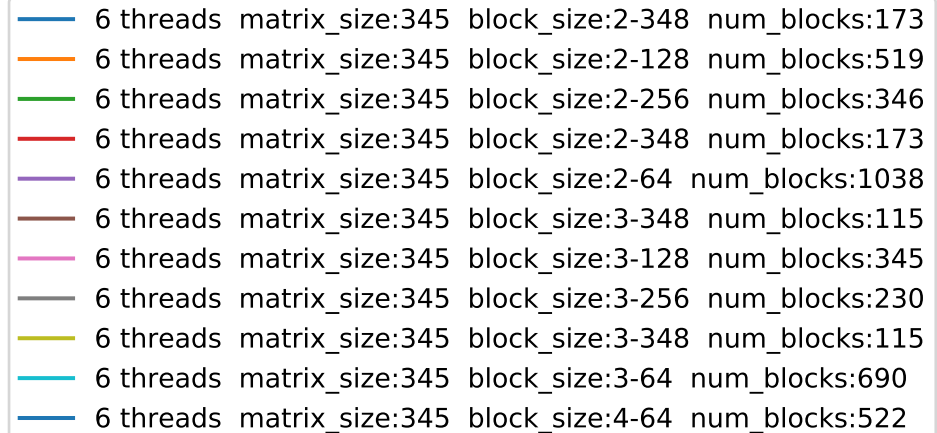 6 threads  matrix_size:345  block_size:2-348  num_blocks:173
6 threads  matrix_size:345  block_size:2-128  num_blocks:519
6 threads  matrix_size:345  block_size:2-256  num_blocks:346
6 threads  matrix_size:345  block_size:2-348  num_blocks:173
6 threads  matrix_size:345  block_size:2-64  num_blocks:1038
6 threads  matrix_size:345  block_size:3-348  num_blocks:115
6 threads  matrix_size:345  block_size:3-128  num_blocks:345
6 threads  matrix_size:345  block_size:3-256  num_blocks:230
6 threads  matrix_size:345  block_size:3-348  num_blocks:115
6 threads  matrix_size:345  block_size:3-64  num_blocks:690
6 threads  matrix_size:345  block_size:4-64  num_blocks:522